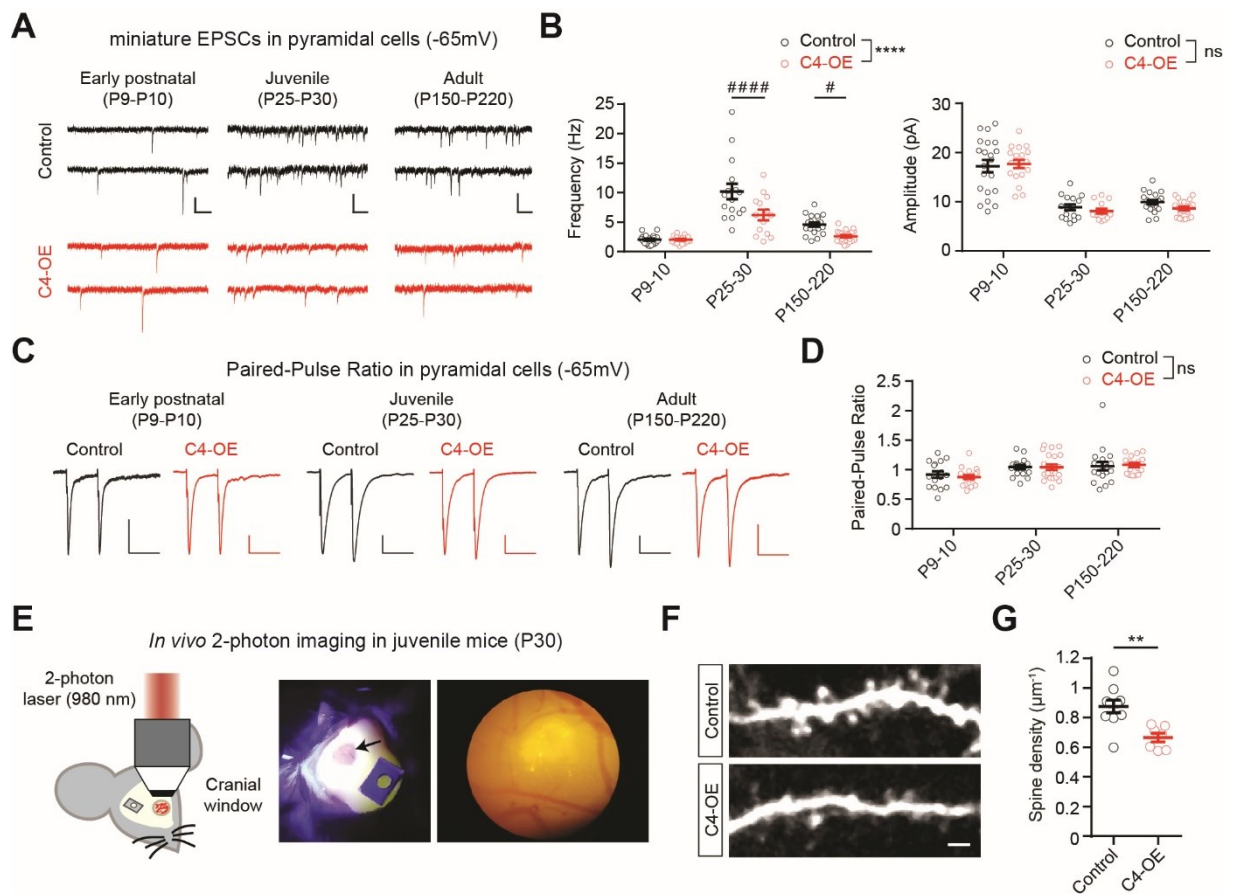 A
miniature EPSCs in pyramidal cells (-65mV)
Early postnatal
(P9-P10)
Juvenile
(P25-P30)
Adult
(P150-P220)
Control
C4-OE
B
Control
C4-OE
****
####
#
25
20
15
10
5
0
Frequency (Hz)
P9-10
P25-30
P150-220
Control
C4-OE
ns
30
20
10
0
Amplitude (pA)
P9-10
P25-30
P150-220
C
Paired-Pulse Ratio in pyramidal cells (-65mV)
Early postnatal
(P9-P10)
Juvenile
(P25-P30)
Adult
(P150-P220)
Control
C4-OE
Control
C4-OE
Control
C4-OE
D
Control
C4-OE
ns
2.5
2
1.5
1
0.5
0
Paired-Pulse Ratio
P9-10
P25-30
P150-220
E
In vivo 2-photon imaging in juvenile mice (P30)
2-photon
laser (980 nm)
Cranial
window
F
Control
C4-OE
G
**
1.2
1
0.8
0.6
0.4
0.2
0
Spine density (µm⁻¹)
Control
C4-OE